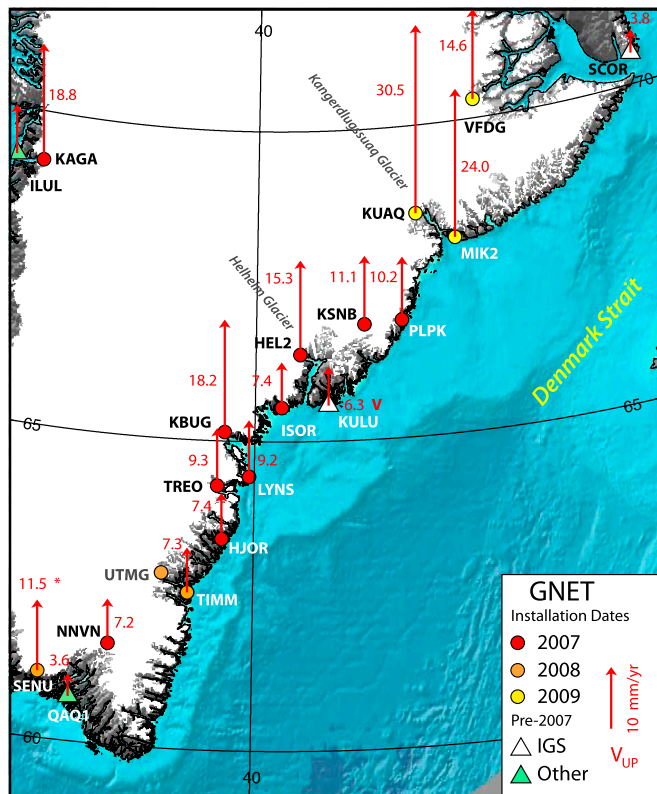 40
3.8
14.6
SCOR
70
30.5
Kangerdlugssuaq Glacier
18.8
VFDG
KAGA
ILUL
24.0
KUAQ
MIK2
Helheim Glacier
15.3
11.1
10.2
KSNB
PLPK
HEL2
Denmark Strait
18.2
7.4
6.3 V
65
KBUG
ISOR
KULU
65
9.3
9.2
TREO
LYNS
7.4
HJOR
7.3
UTMG
11.5 *
TIMM
NNVN
7.2
3.6
SENU
QAQ1
60
40
GNET
Installation Dates
2007
2008
2009
Pre-2007
IGS
Other
10 mm/yr
VUP